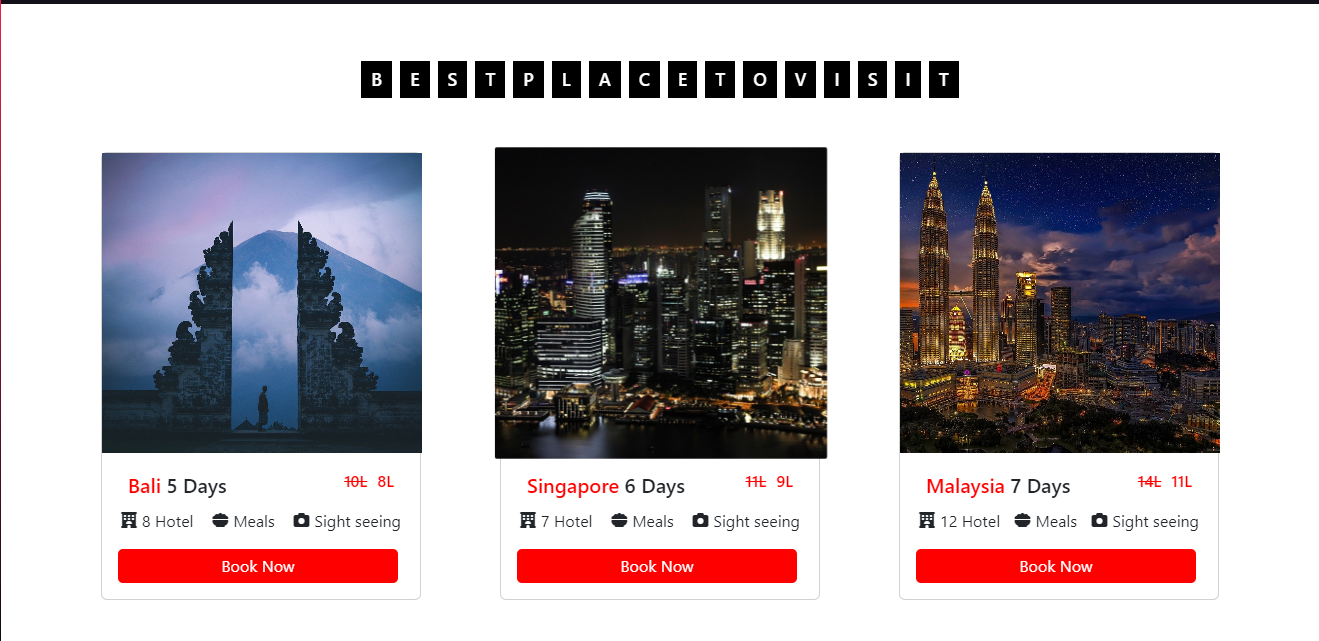 B E S T P L A C E T O V I S I T
Bali 5 Days 10L 8L
8 Hotel Meals Sight seeing
Book Now
Singapore 6 Days 11L 9L
7 Hotel Meals Sight seeing
Book Now
Malaysia 7 Days 14L 11L
12 Hotel Meals Sight seeing
Book Now